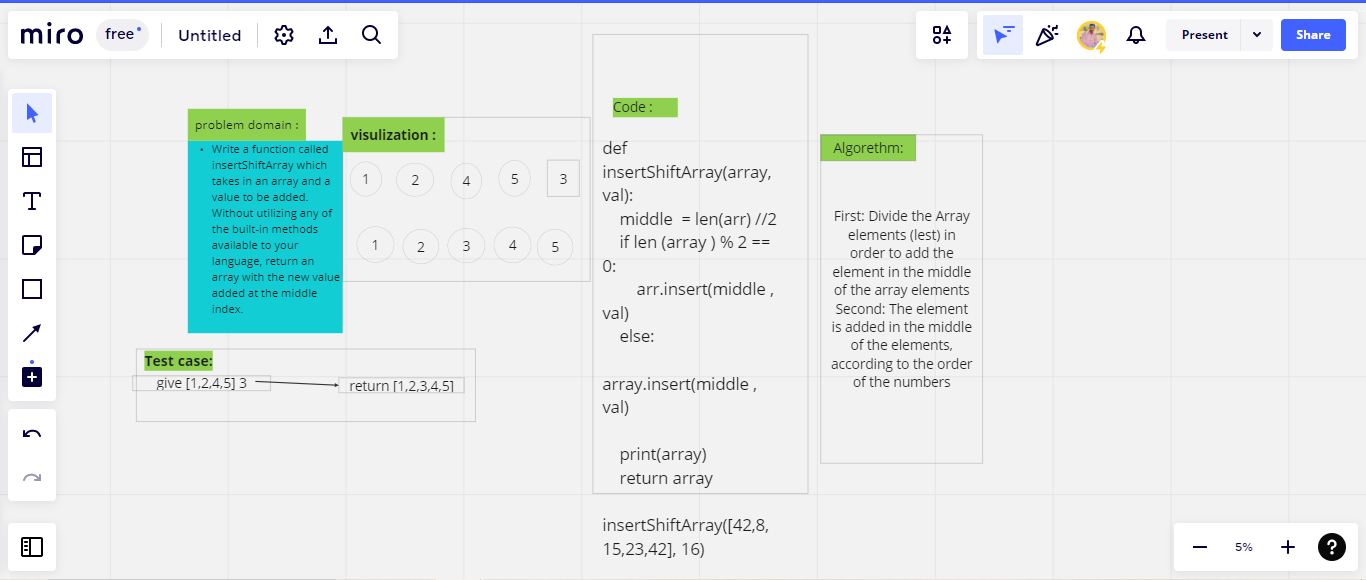 miro free Untitled
Present Share
problem domain :
• Write a function called
insertShiftArray which
takes in an array and a
value to be added.
Without utilizing any of
the built-in methods
available to your
language, return an
array with the new value
added at the middle
index.
visulization :
1 2 4 5 3
1 2 3 4 5
Test case:
give [1,2,4,5] 3
return [1,2,3,4,5]
Code :
def
insertShiftArray(array,
val):
middle = len(arr) //2
if len (array ) % 2 ==
0:
arr.insert(middle ,
val)
else:
array.insert(middle ,
val)
print(array)
return array
insertShiftArray([42,8,
15,23,42], 16)
Algorethm:
First: Divide the Array
elements (lest) in
order to add the
element in the middle
of the array elements
Second: The element
is added in the middle
of the elements,
according to the order
of the numbers
5%